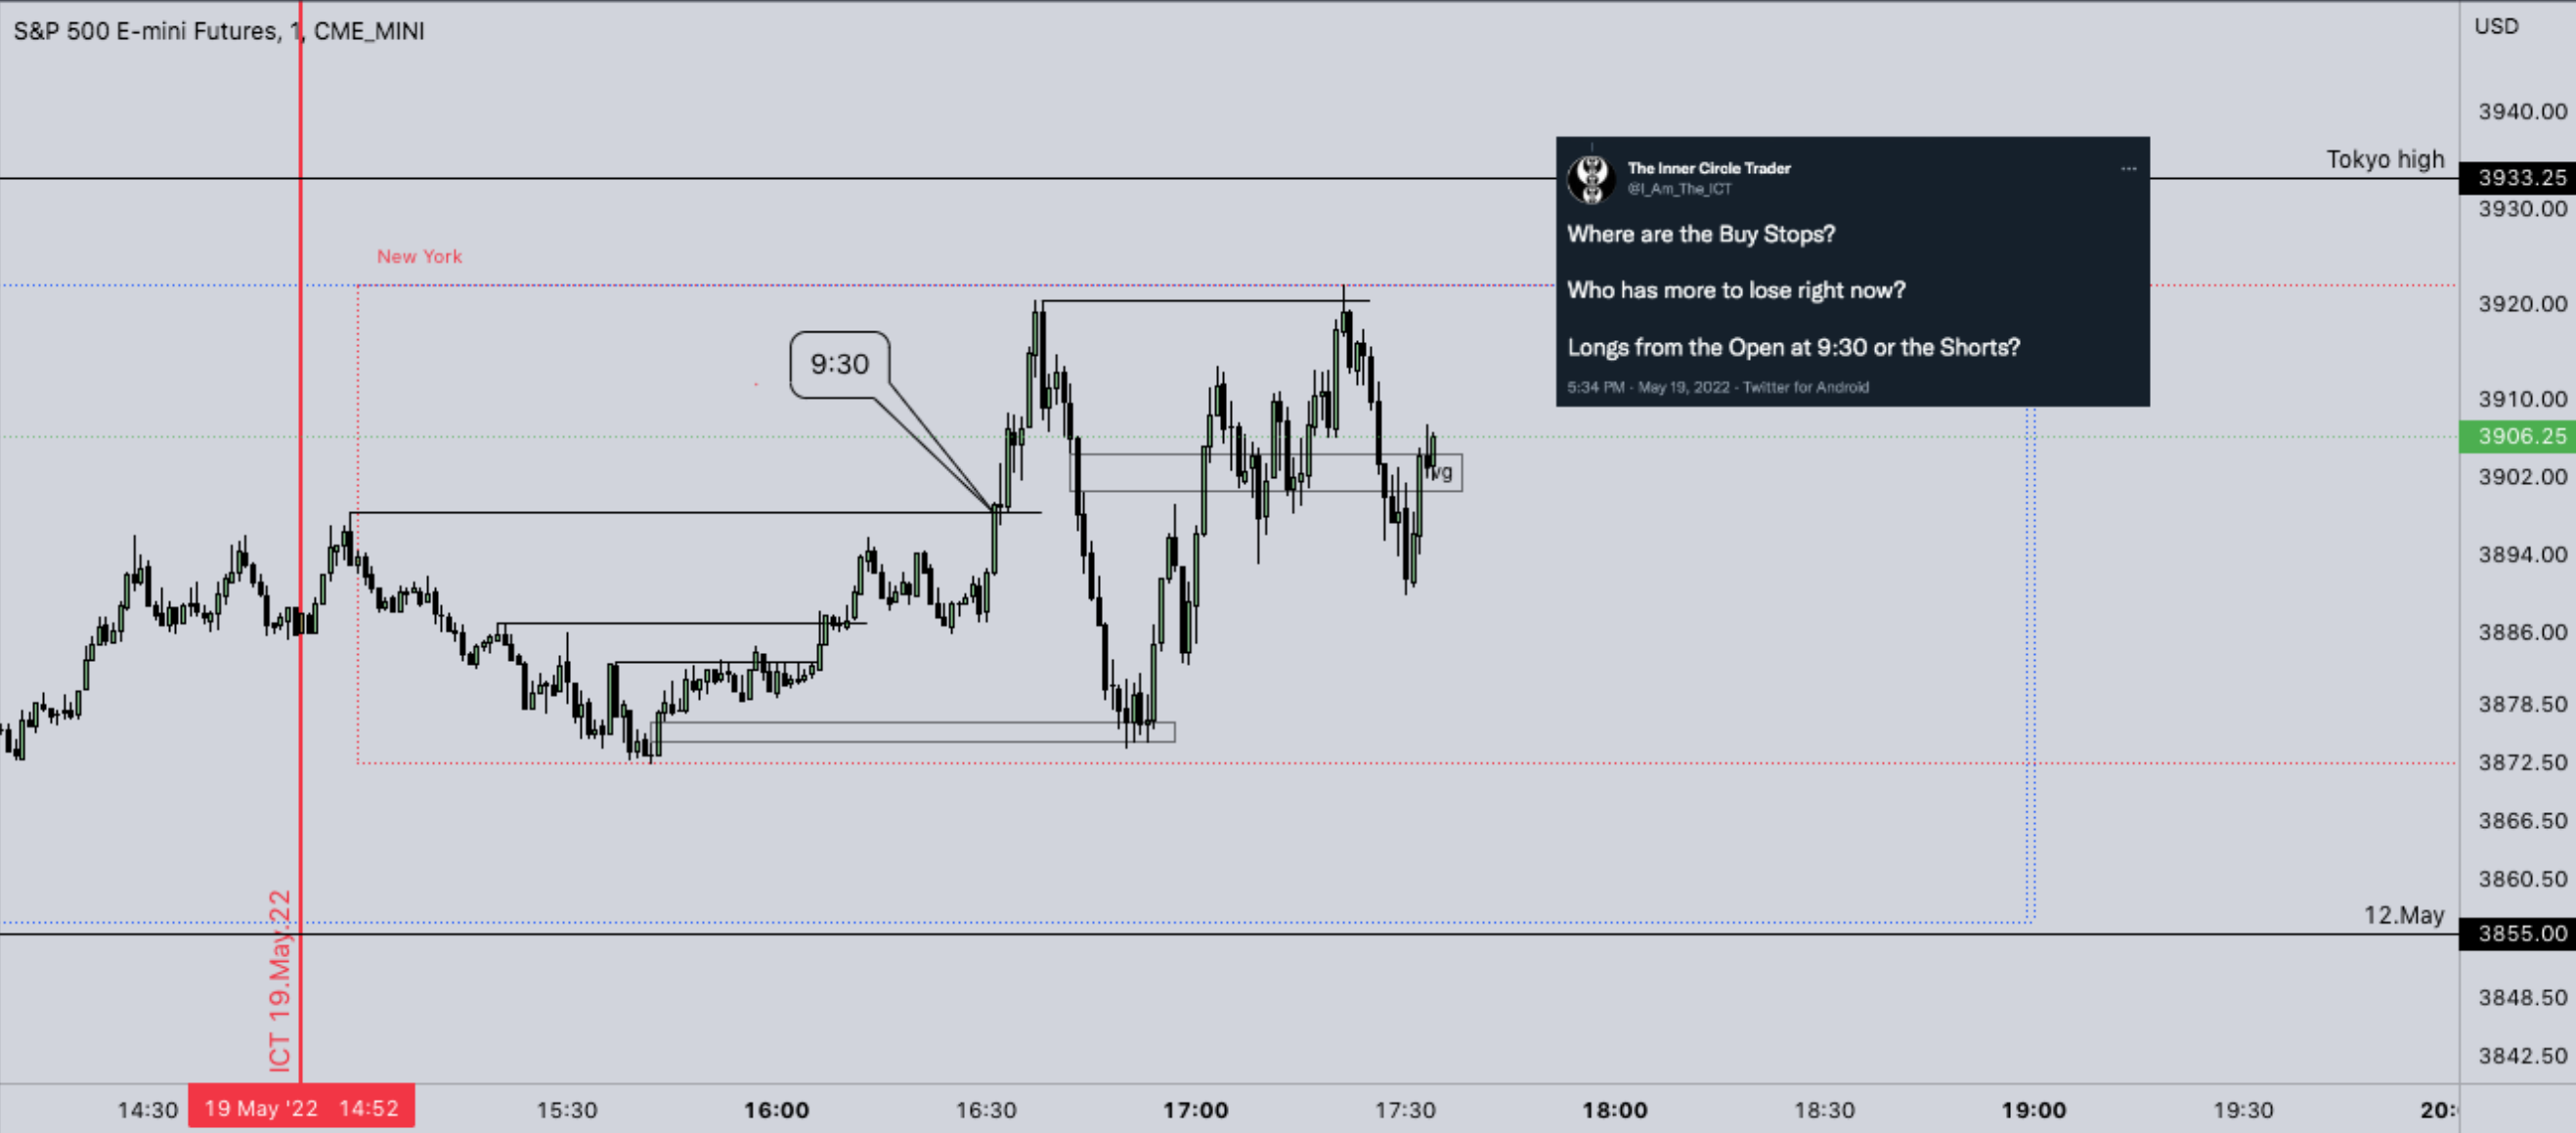 S&P 500 E-mini Futures, 1, CME_MINI
USD
3940.00
Tokyo high
3933.25
3930.00
The Inner Circle Trader
@I_Am_The_ICT
Where are the Buy Stops?
Who has more to lose right now?
Longs from the Open at 9:30 or the Shorts?
5:34 PM · May 19, 2022 · Twitter for Android
New York
3920.00
9:30
3910.00
3906.25
3902.00
3894.00
3886.00
3878.50
3872.50
3866.50
3860.50
12.May
3855.00
3848.50
3842.50
ICT 19.May.22
14:30
19 May '22 14:52
15:30
16:00
16:30
17:00
17:30
18:00
18:30
19:00
19:30